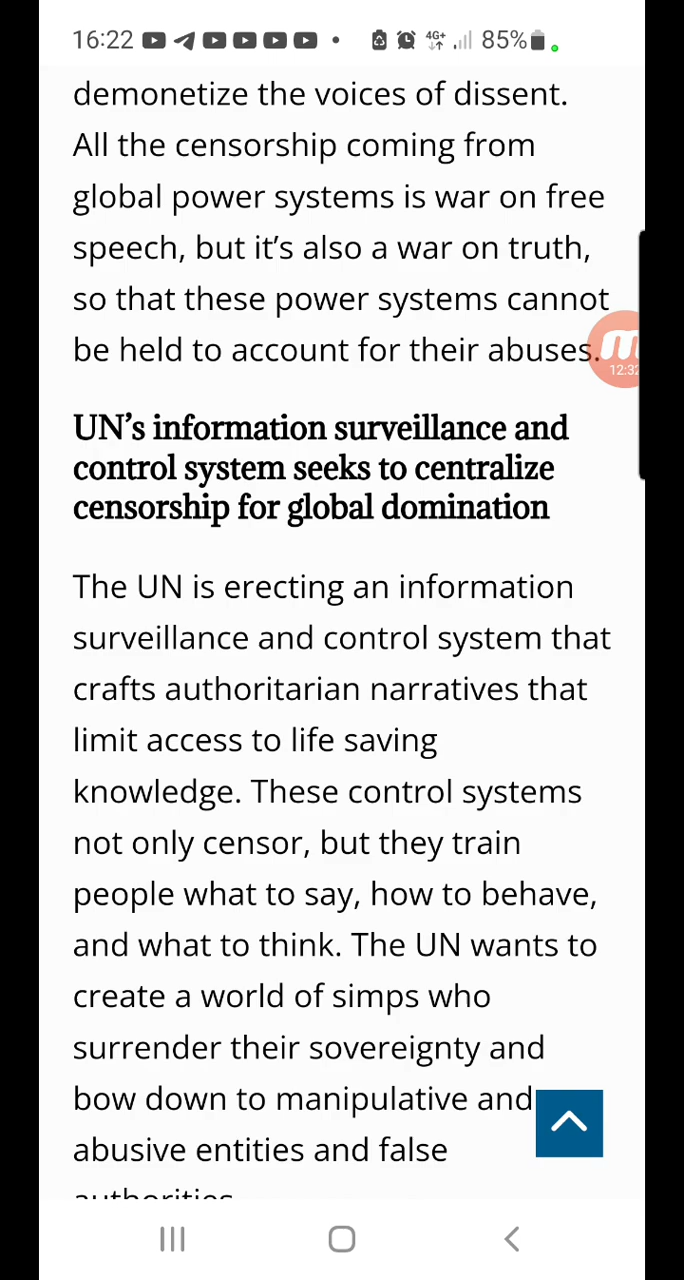 16:22
4G+
85%
demonetize the voices of dissent.
All the censorship coming from
global power systems is war on free
speech, but it’s also a war on truth,
so that these power systems cannot
be held to account for their abuses.
12:32
UN’s information surveillance and
control system seeks to centralize
censorship for global domination
The UN is erecting an information
surveillance and control system that
crafts authoritarian narratives that
limit access to life saving
knowledge. These control systems
not only censor, but they train
people what to say, how to behave,
and what to think. The UN wants to
create a world of simps who
surrender their sovereignty and
bow down to manipulative and
abusive entities and false
authorities